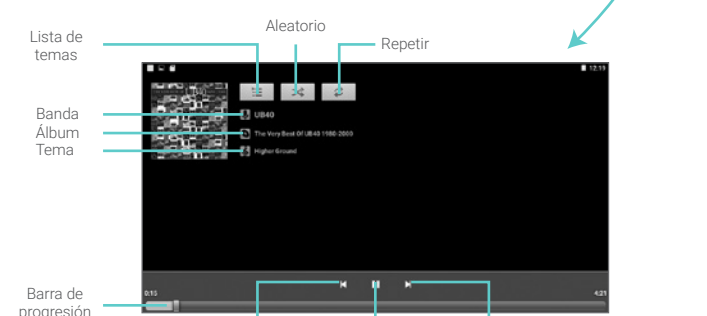 Aleatorio
Lista de
temas
Repetir
12:19
UB40
Banda
Álbum
The Very Best Of UB40 1980-2000
Tema
Higher Ground
0:15
4:21
Barra de
progresión